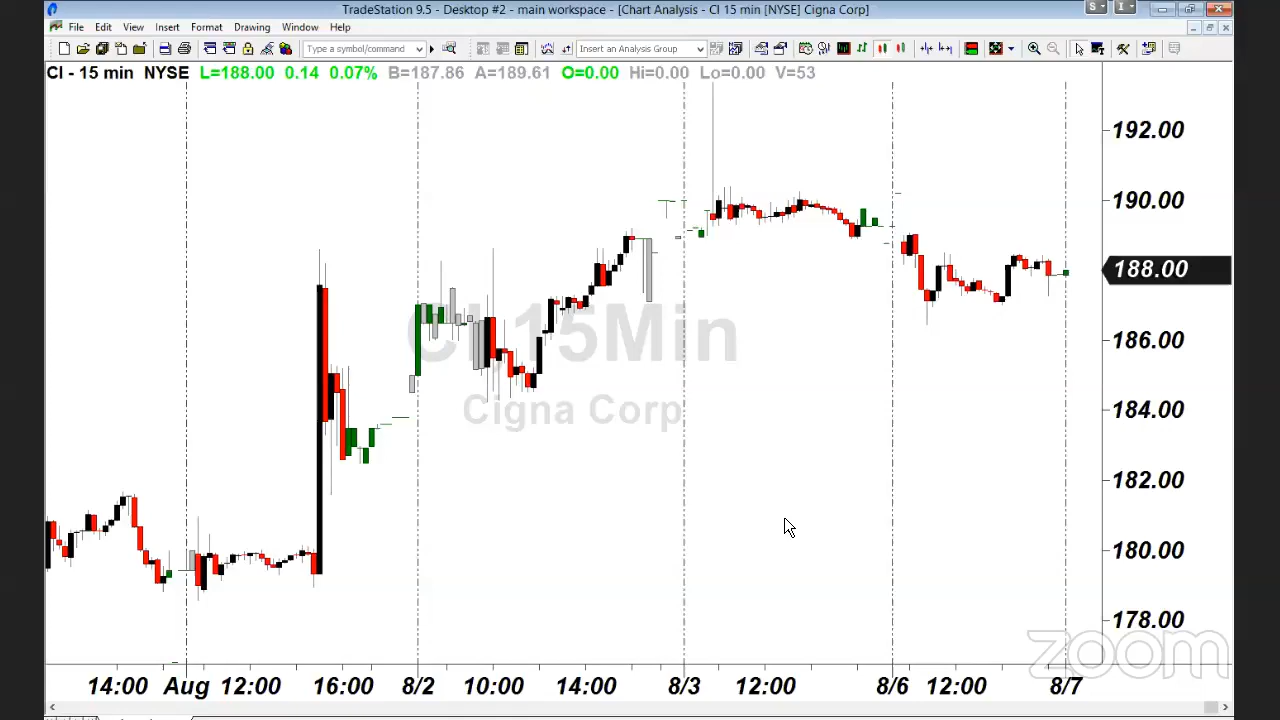 TradeStation 9.5 - Desktop #2 - main workspace - [Chart Analysis - CI 15 min [NYSE] Cigna Corp]
S I
File Edit View Insert Format Drawing Window Help
Type a symbol/command Insert an Analysis Group
CI - 15 min NYSE L=188.00 0.14 0.07% B=187.86 A=189.61 O=0.00 Hi=0.00 Lo=0.00 V=53
192.00
190.00
188.00
CI,15Min
186.00
Cigna Corp
184.00
182.00
180.00
178.00
zoom
14:00 Aug 12:00 16:00 8/2 10:00 14:00 8/3 12:00 8/6 12:00 8/7